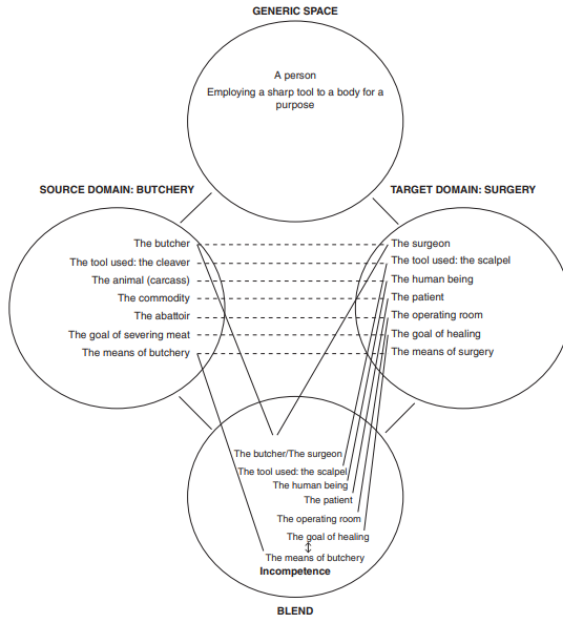 GENERIC SPACE
A person
Employing a sharp tool to a body for a
purpose
SOURCE DOMAIN: BUTCHERY
TARGET DOMAIN: SURGERY
The butcher
The tool used: the cleaver
The animal (carcass)
The commodity
The abattoir
The goal of severing meat
The means of butchery
The surgeon
The tool used: the scalpel
The human being
The patient
The operating room
The goal of healing
The means of surgery
The butcher/The surgeon
The tool used: the scalpel
The human being
The patient
The operating room
The goal of healing
The means of butchery
Incompetence
BLEND